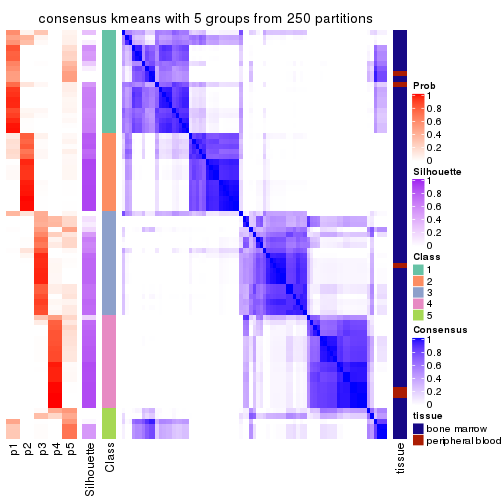 consensus kmeans with 5 groups from 250 partitions
p1
p2
p3
p4
p5
Silhouette
Class
tissue
Prob
1
0.8
0.6
0.4
0.2
0
Silhouette
1
0.8
0.6
0.4
0.2
0
Class
1
2
3
4
5
Consensus
1
0.8
0.6
0.4
0.2
0
tissue
bone marrow
peripheral blood